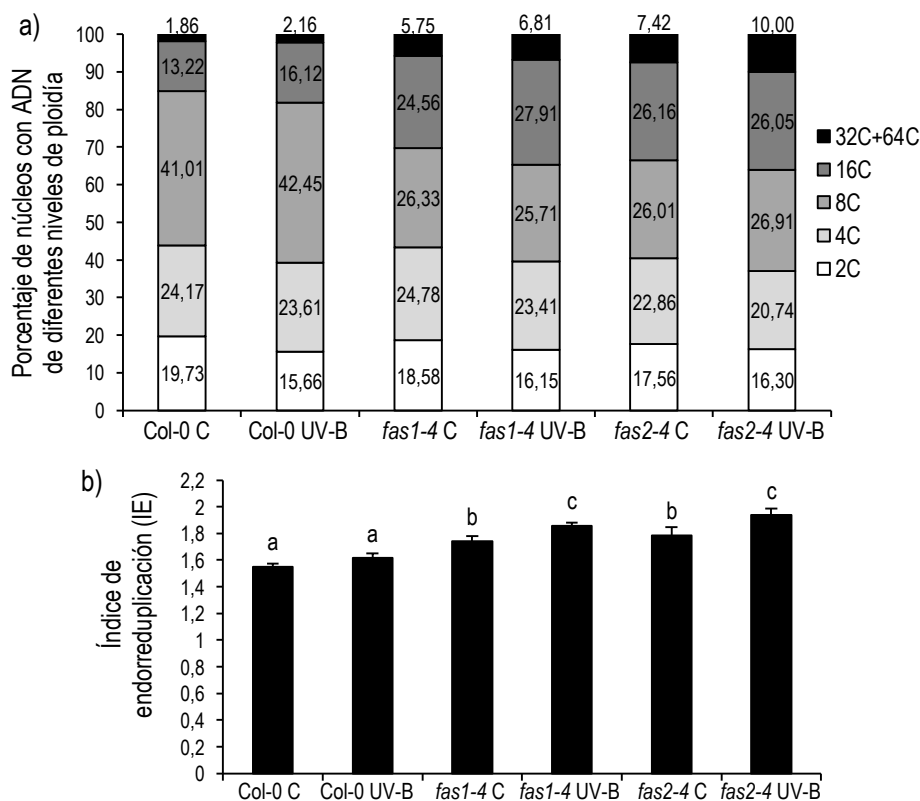 a)
Porcentaje de núcleos con ADN
de diferentes niveles de ploidía
100
90
80
70
60
50
40
30
20
10
0
1,86 2,16 5,75 6,81 7,42 10,00
13,22 16,12 24,56 27,91 26,16 26,05
41,01 42,45 26,33 25,71 26,01 26,91
24,17 23,61 24,78 23,41 22,86 20,74
19,73 15,66 18,58 16,15 17,56 16,30
Col-0 C Col-0 UV-B fas1-4 C fas1-4 UV-B fas2-4 C fas2-4 UV-B
32C+64C
16C
8C
4C
2C
b)
Índice de
endorreduplicación (IE)
2,2
2
1,8
1,6
1,4
1,2
1
0,8
0,6
0,4
0,2
0
a a b c b c
Col-0 C Col-0 UV-B fas1-4 C fas1-4 UV-B fas2-4 C fas2-4 UV-B